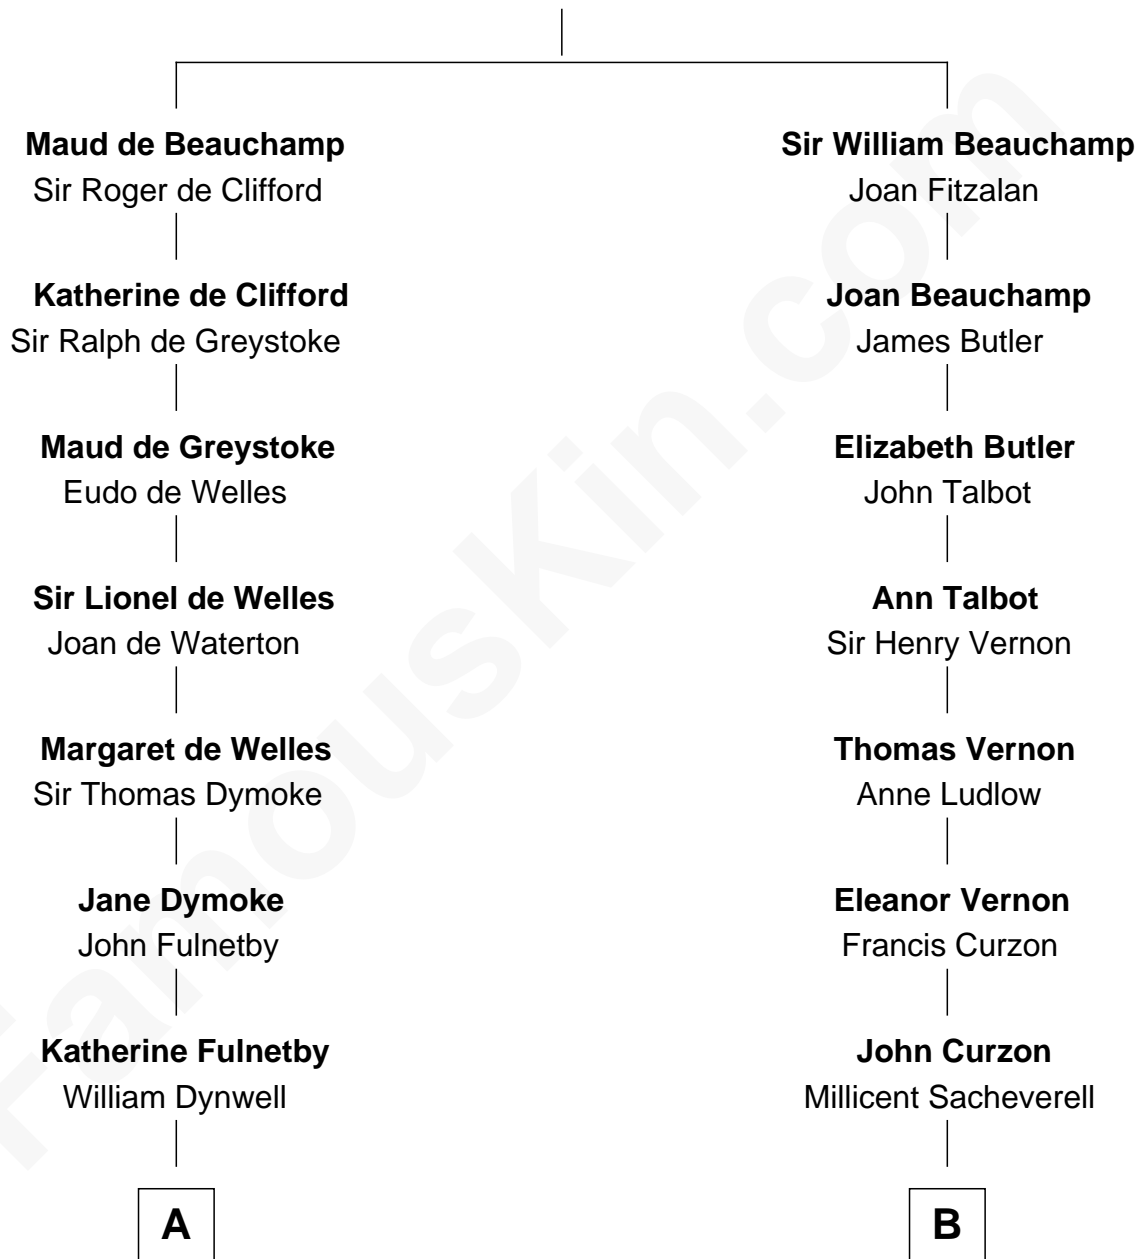 Maud de Beauchamp
Sir Roger de Clifford
Katherine de Clifford
Sir Ralph de Greystoke
Maud de Greystoke
Eudo de Welles
Sir Lionel de Welles
Joan de Waterton
Margaret de Welles
Sir Thomas Dymoke
Jane Dymoke
John Fulnetby
Katherine Fulnetby
William Dynwell
A
Sir William Beauchamp
Joan Fitzalan
Joan Beauchamp
James Butler
Elizabeth Butler
John Talbot
Ann Talbot
Sir Henry Vernon
Thomas Vernon
Anne Ludlow
Eleanor Vernon
Francis Curzon
John Curzon
Millicent Sacheverell
B
FamousKin.com